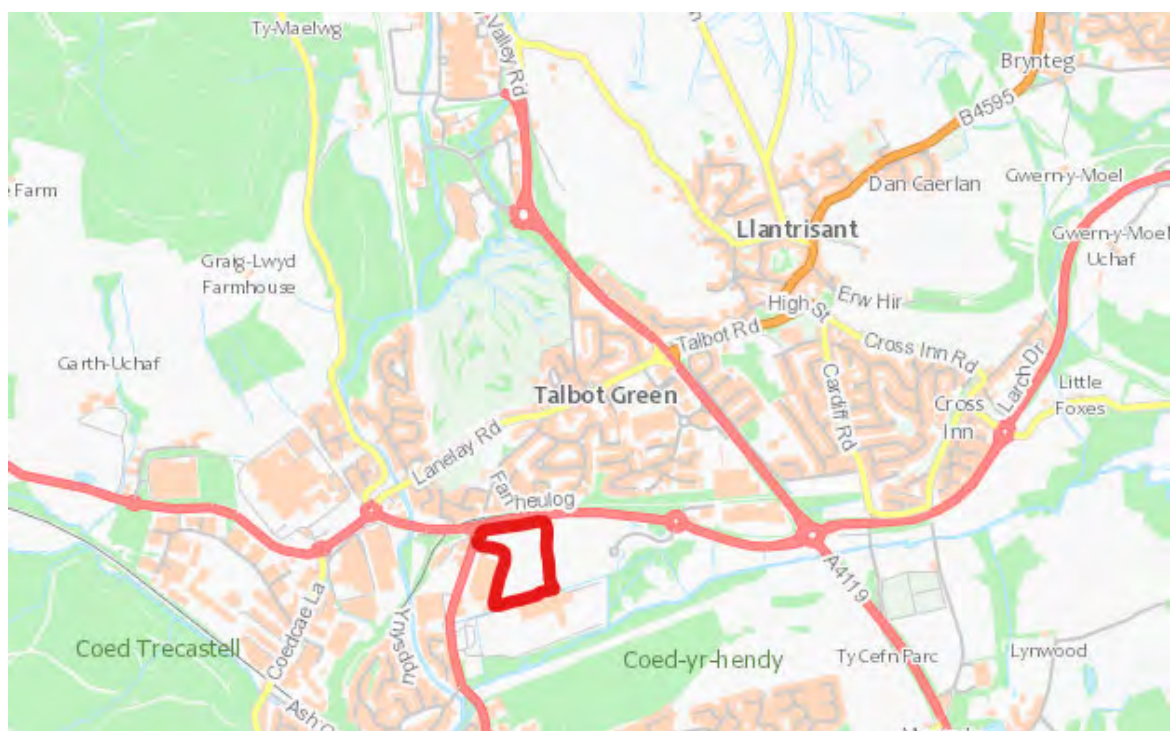 Ty-Maelwg
Valley Rd
Brynteg
B4595
Farm
Dan Caerlan
Gwern-y-Moel
Llantrisant
Gwern-y-Moel
Uchaf
Graig-Lwyd
Farmhouse
High St
Erw Hir
Talbot Rd
Cross Inn Rd
Larch Dr
Garth-Uchaf
Talbot Green
Cardiff Rd
Little
Foxes
Cross
Inn
Lanelay Rd
heulog
A4119
Coedcae La
Ynysddu
Coed Trecastell
Coed-yr-hendy
Ty Cefn Parc
Lynwood